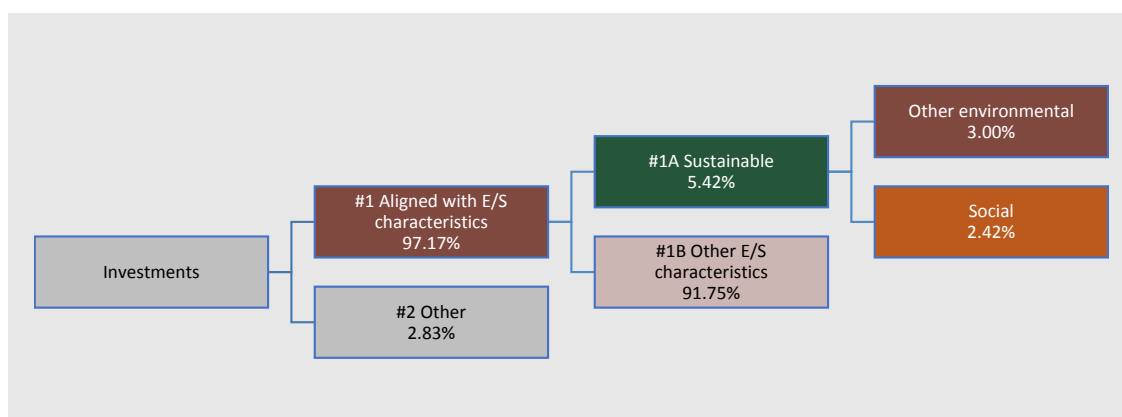 Investments
#1 Aligned with E/S
characteristics
97.17%
#2 Other
2.83%
#1A Sustainable
5.42%
#1B Other E/S
characteristics
91.75%
Other environmental
3.00%
Social
2.42%